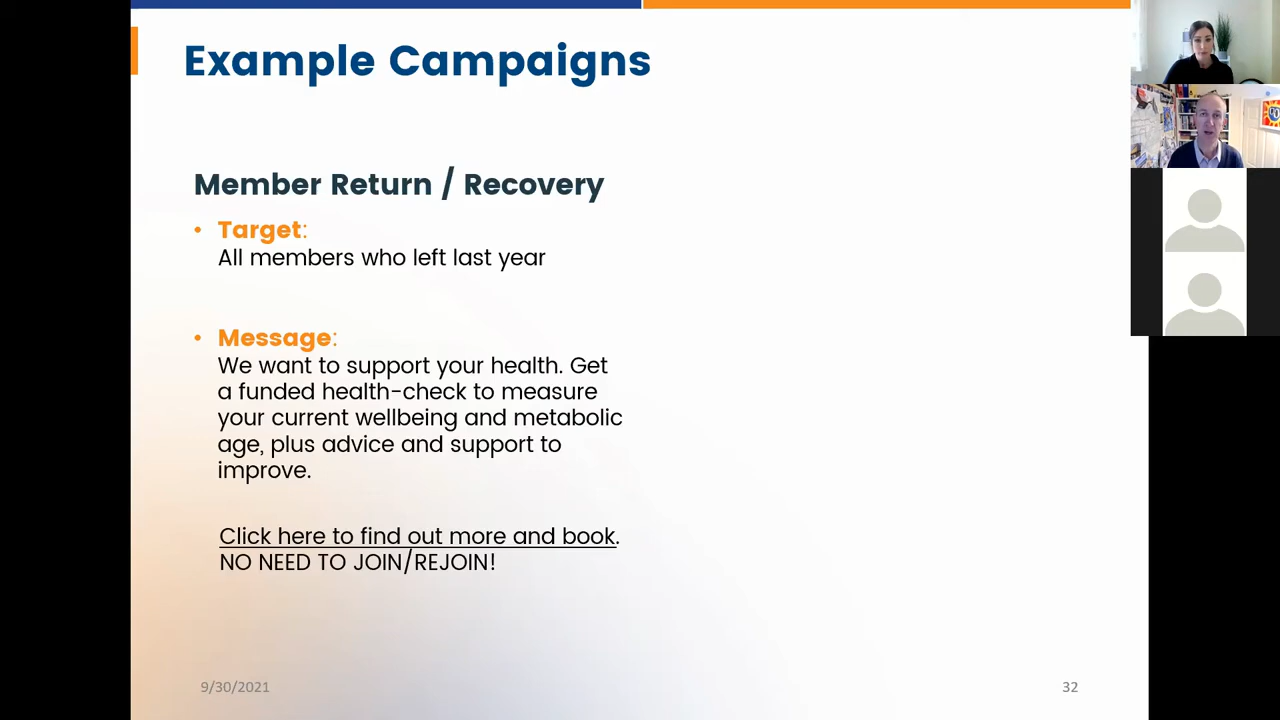 Example Campaigns
Member Return / Recovery
• Target:
All members who left last year
• Message:
We want to support your health. Get
a funded health-check to measure
your current wellbeing and metabolic
age, plus advice and support to
improve.
Click here to find out more and book.
NO NEED TO JOIN/REJOIN!
9/30/2021
32